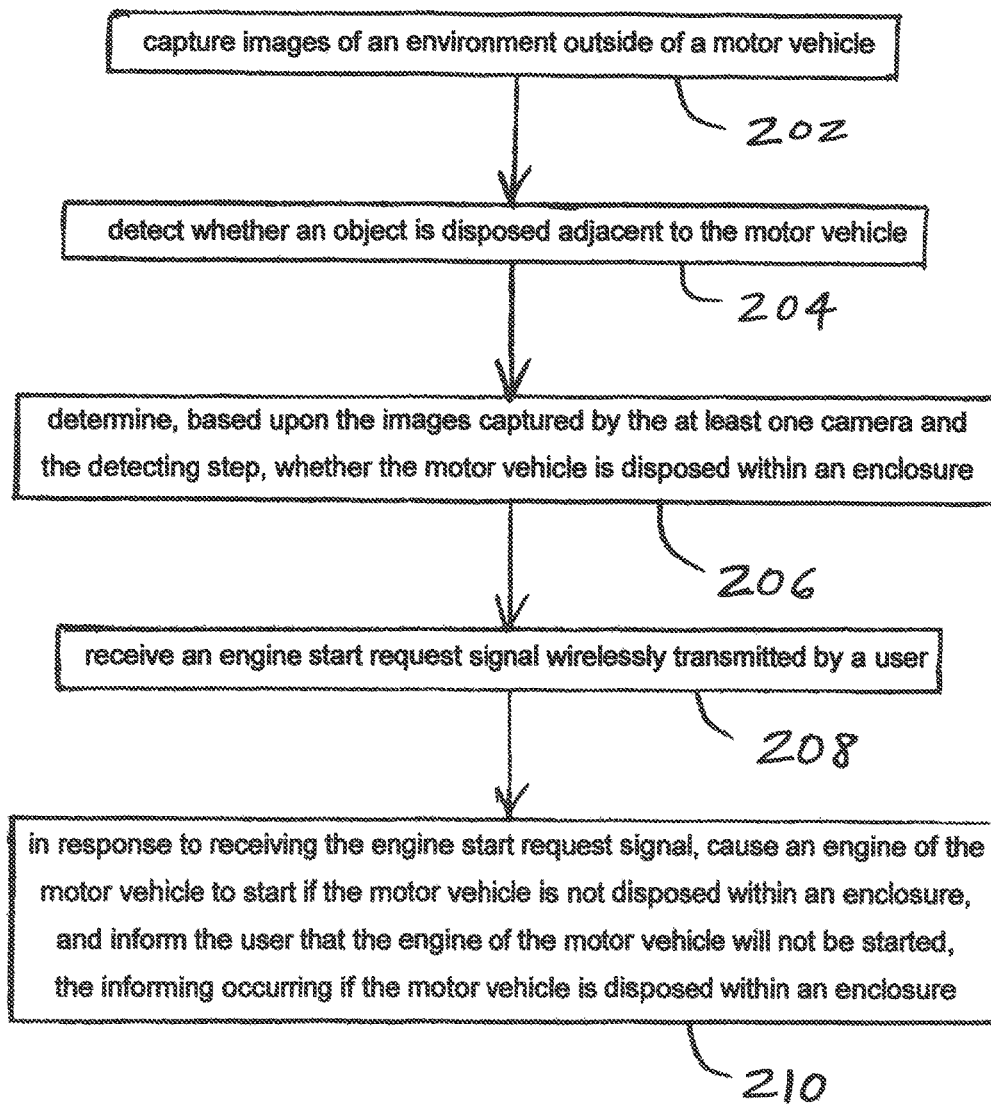 capture images of an environment outside of a motor vehicle
202
detect whether an object is disposed adjacent to the motor vehicle
204
determine, based upon the images captured by the at least one camera and
the detecting step, whether the motor vehicle is disposed within an enclosure
206
receive an engine start request signal wirelessly transmitted by a user
208
in response to receiving the engine start request signal, cause an engine of the
motor vehicle to start if the motor vehicle is not disposed within an enclosure,
and inform the user that the engine of the motor vehicle will not be started,
the informing occurring if the motor vehicle is disposed within an enclosure
210